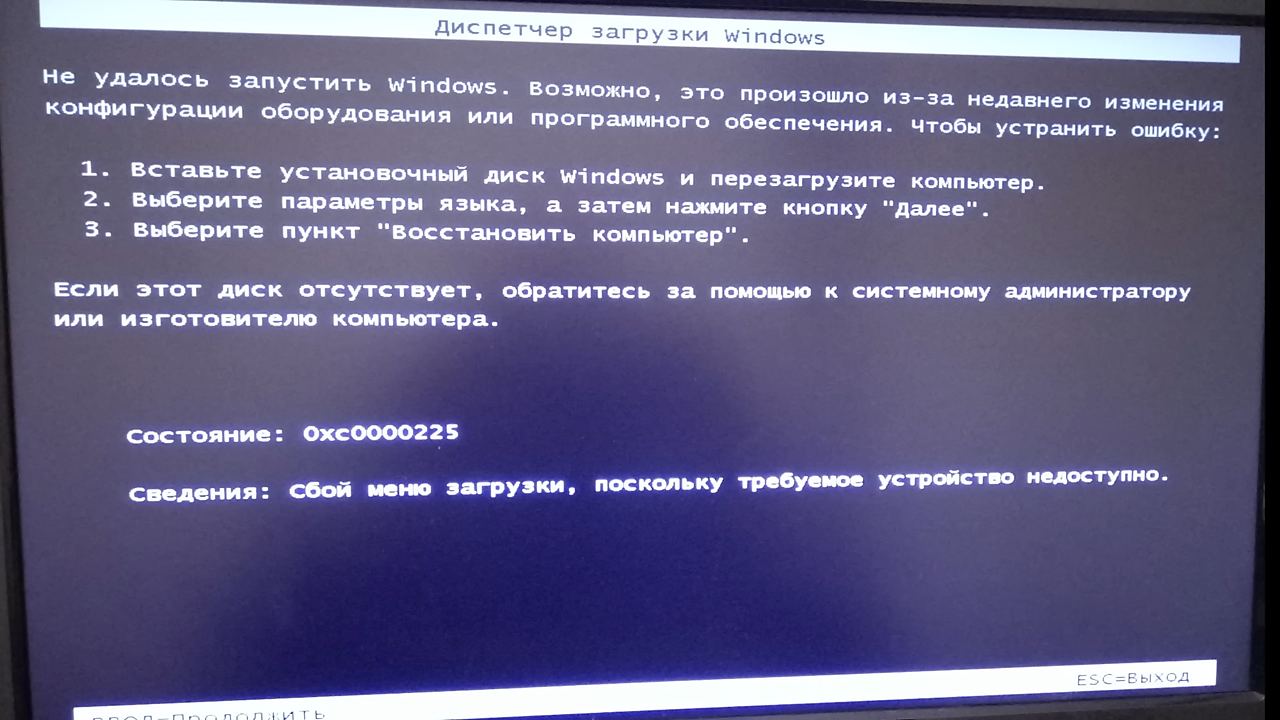 Диспетчер загрузки Windows
Не удалось запустить Windows. Возможно, это произошло из-за недавнего изменения
конфигурации оборудования или программного обеспечения. Чтобы устранить ошибку:
1. Вставьте установочный диск Windows и перезагрузите компьютер.
2. Выберите параметры языка, а затем нажмите кнопку "Далее".
3. Выберите пункт "Восстановить компьютер".
Если этот диск отсутствует, обратитесь за помощью к системному администратору
или изготовителю компьютера.
Состояние: 0xc0000225
Сведения: Сбой меню загрузки, поскольку требуемое устройство недоступно.
ВВОД=Продолжить
ESC=Выход